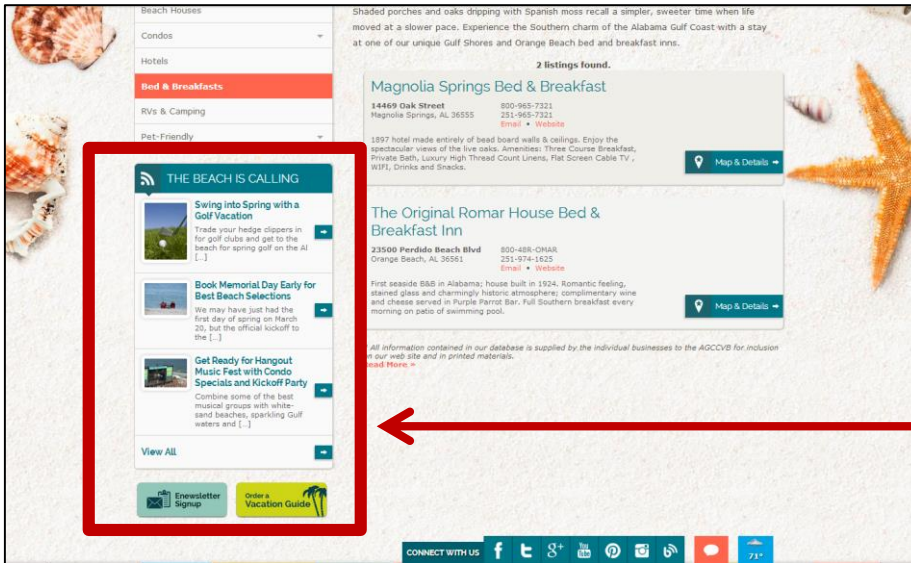 Beach Houses
Condos
Hotels
Bed & Breakfasts
RVs & Camping
Pet-Friendly
THE BEACH IS CALLING
Swing into Spring with a
Golf Vacation
Trade your hedge clippers in
for golf clubs and get to the
beach for spring golf on the Al
[...]
Book Memorial Day Early for
Best Beach Selections
We may have just had the
first day of spring on March
20, but the official kickoff to
the [...]
Get Ready for Hangout
Music Fest with Condo
Specials and Kickoff Party
Combine some of the best
musical groups with white-
sand beaches, sparkling Gulf
waters and [...]
View All
Enewsletter
Signup
Order a
Vacation Guide
Shaded porches and oaks dripping with Spanish moss recall a simpler, sweeter time when life
moved at a slower pace. Experience the Southern charm of the Alabama Gulf Coast with a stay
at one of our unique Gulf Shores and Orange Beach bed and breakfast inns.
2 listings found.
Magnolia Springs Bed & Breakfast
14469 Oak Street 800-965-7321
Magnolia Springs, AL 36555 251-965-7321
Email • Website
1897 hotel made entirely of bead board walls & ceilings. Enjoy the
spectacular views of the live oaks. Amenities: Three Course Breakfast,
Private Bath, Luxury High Thread Count Linens, Flat Screen Cable TV ,
WIFI, Drinks and Snacks.
Map & Details
The Original Romar House Bed &
Breakfast Inn
23500 Perdido Beach Blvd 800-48R-OMAR
Orange Beach, AL 36561 251-974-1625
Email • Website
First seaside B&B in Alabama; house built in 1924. Romantic feeling,
stained glass and charmingly historic atmosphere; complimentary wine
and cheese served in Purple Parrot Bar. Full Southern breakfast every
morning on patio of swimming pool.
Map & Details
All information contained in our database is supplied by the individual businesses to the AGCCVB for inclusion
on our web site and in printed materials.
Read More »
CONNECT WITH US
You
71°